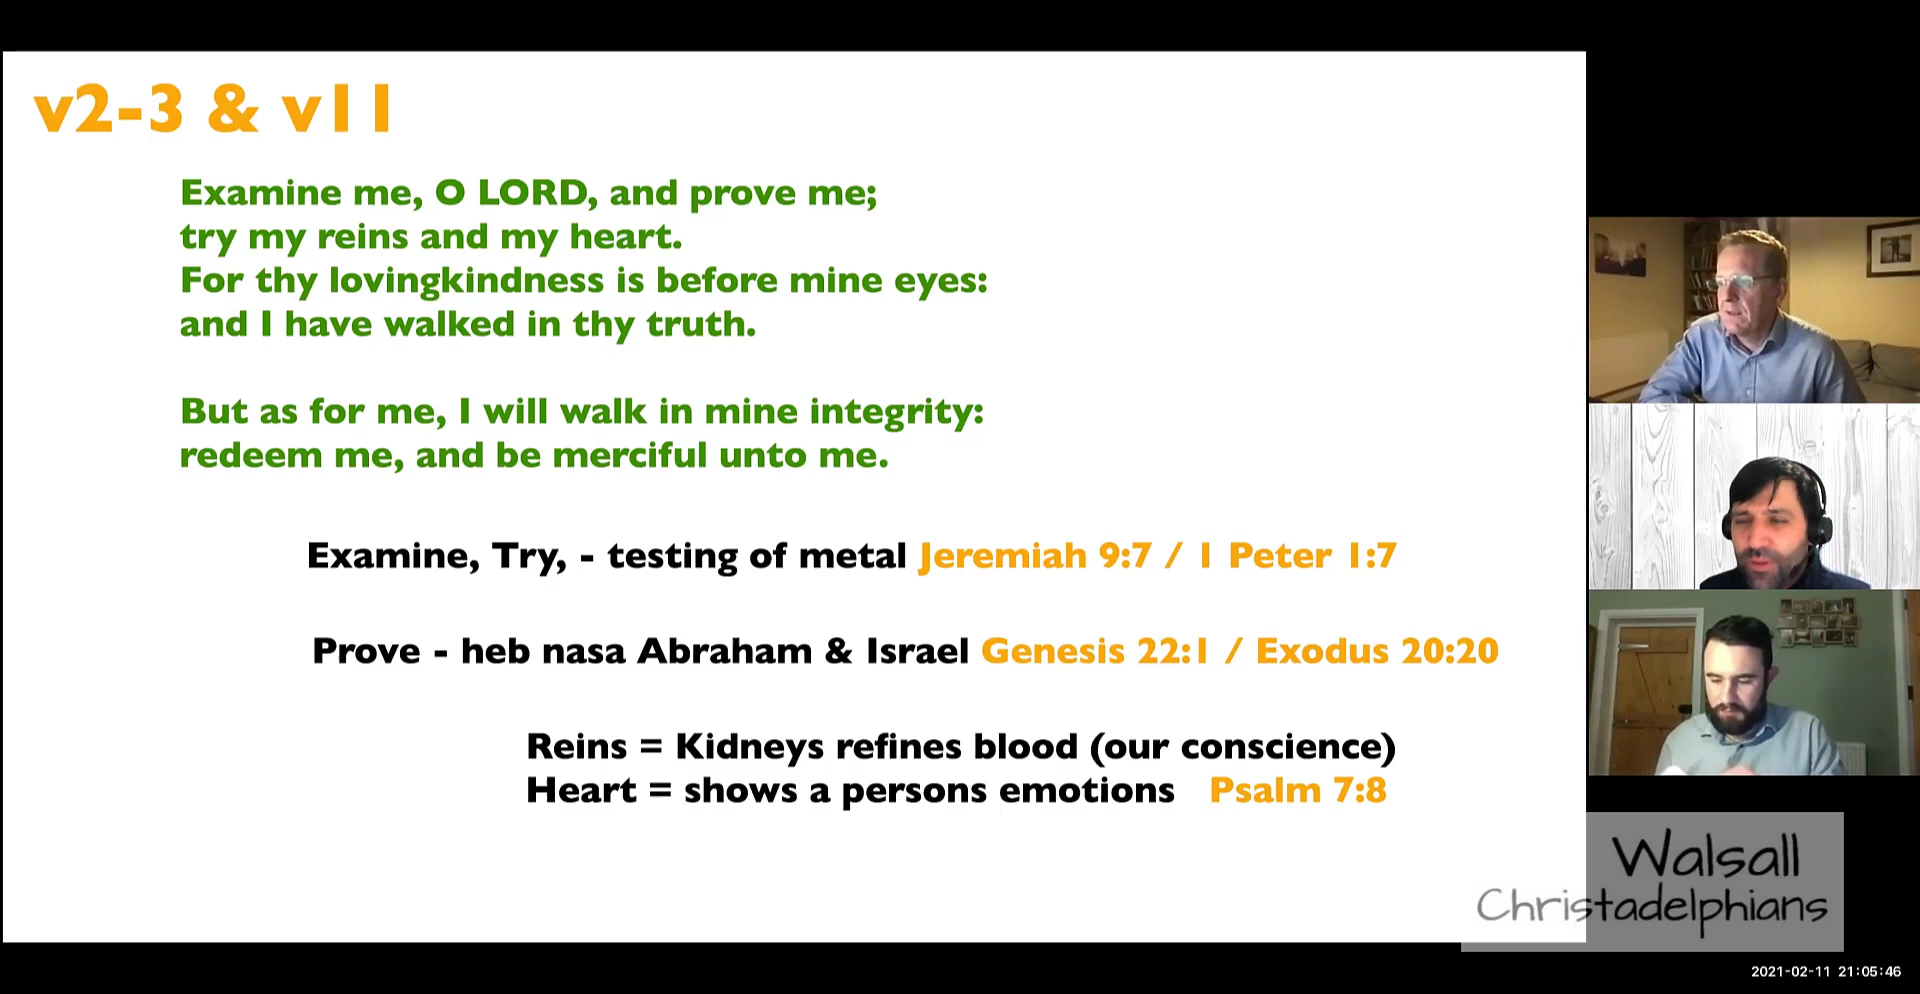 v2-3 & v11
Examine me, O LORD, and prove me;
try my reins and my heart.
For thy lovingkindness is before mine eyes:
and I have walked in thy truth.
But as for me, I will walk in mine integrity:
redeem me, and be merciful unto me.
Examine, Try, - testing of metal Jeremiah 9:7 / 1 Peter 1:7
Prove - heb nasa Abraham & Israel Genesis 22:1 / Exodus 20:20
Reins = Kidneys refines blood (our conscience)
Heart = shows a persons emotions Psalm 7:8
Walsall
Christadelphians
2021-02-11 21:05:46